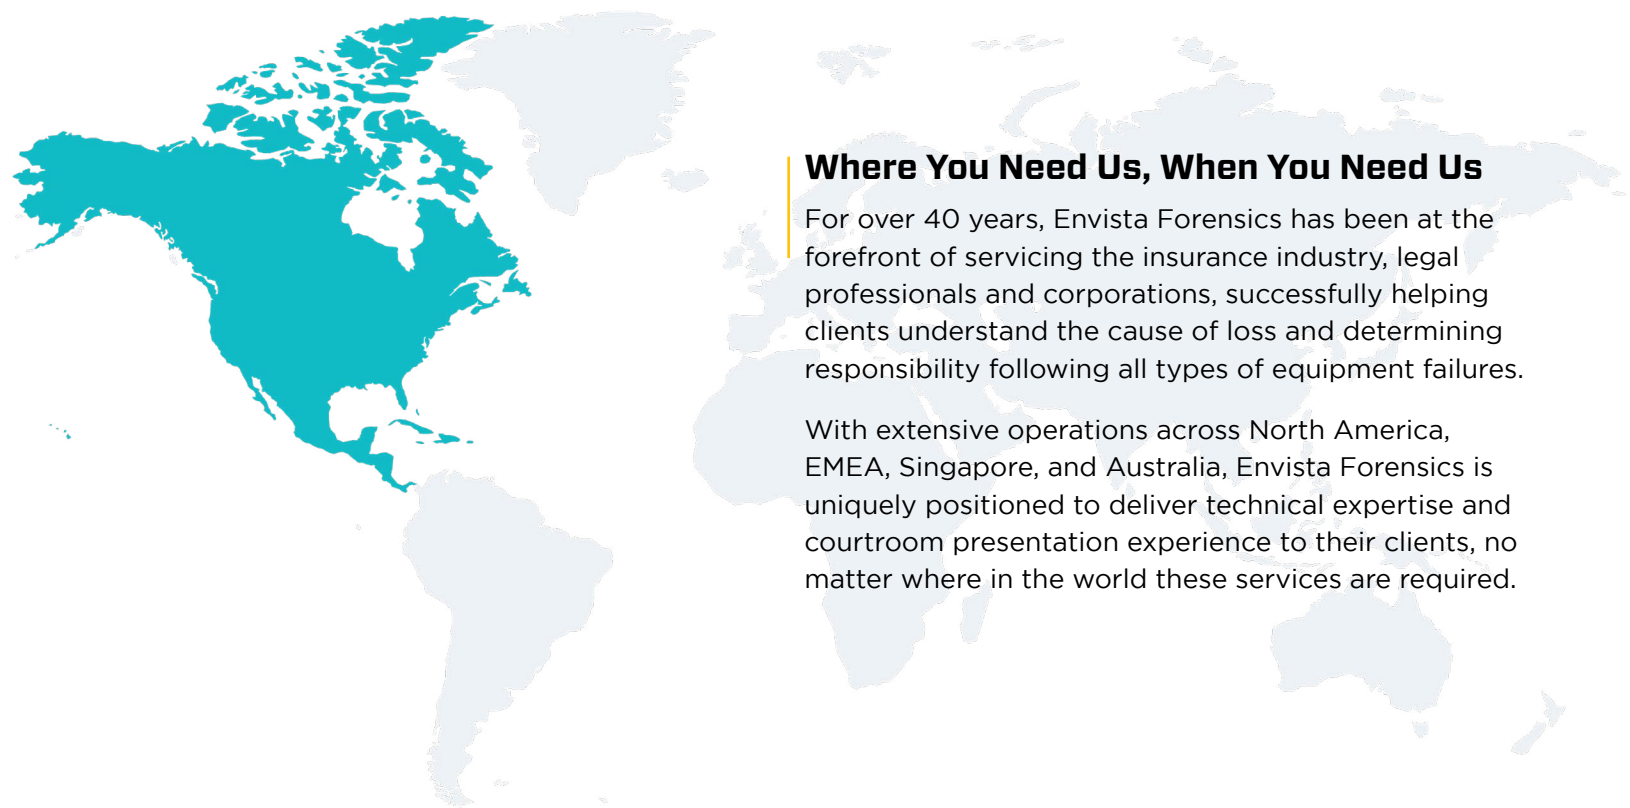 Where You Need Us, When You Need Us
For over 40 years, Envista Forensics has been at the
forefront of servicing the insurance industry, legal
professionals and corporations, successfully helping
clients understand the cause of loss and determining
responsibility following all types of equipment failures.
With extensive operations across North America,
EMEA, Singapore, and Australia, Envista Forensics is
uniquely positioned to deliver technical expertise and
courtroom presentation experience to their clients, no
matter where in the world these services are required.